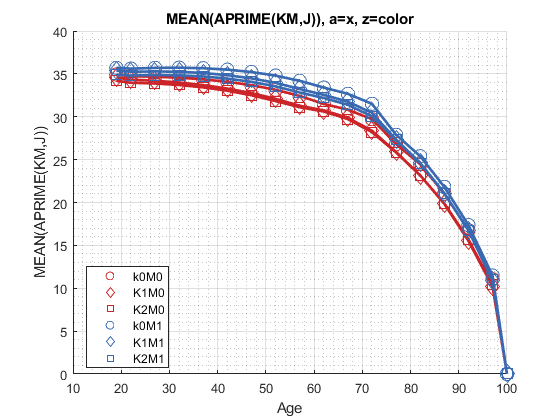 MEAN(APRIME(KM,J)), a=x, z=color
40
35
30
25
20
15
10
5
0
MEAN(APRIME(KM,J))
k0M0
K1M0
K2M0
k0M1
K1M1
K2M1
10 20 30 40 50 60 70 80 90 100
Age